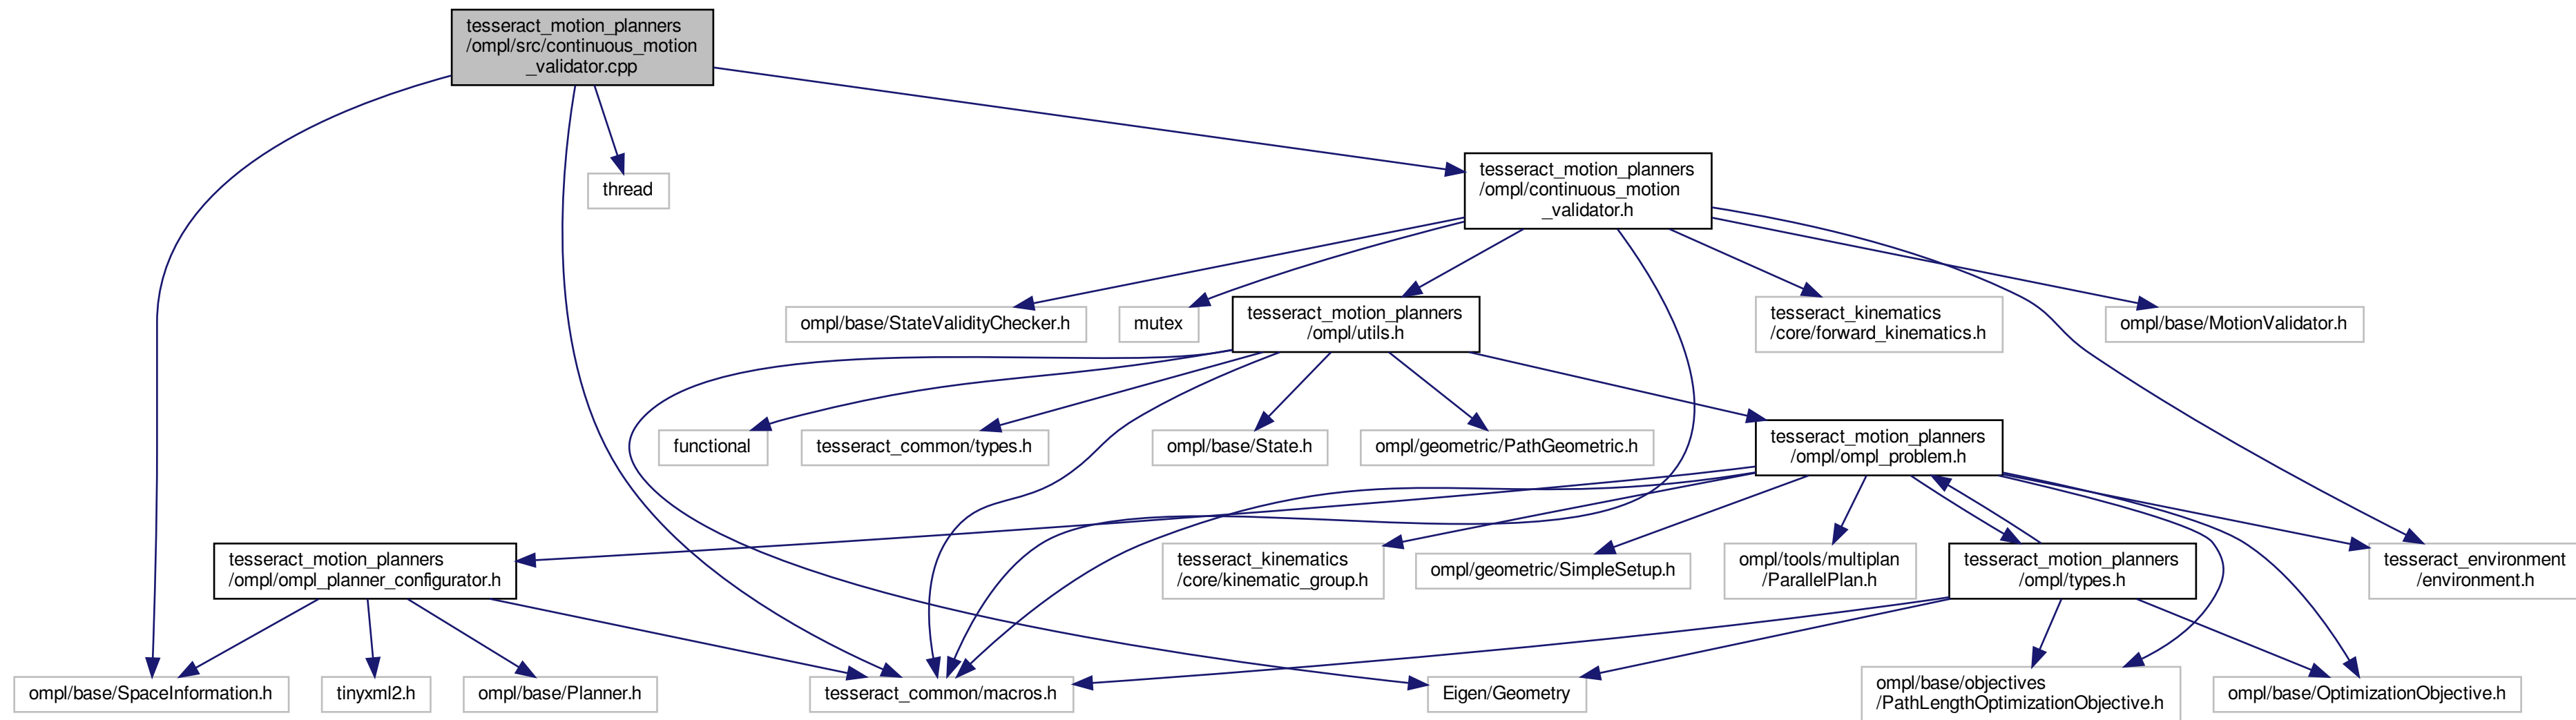 tesseract_motion_planners
/ompl/src/continuous_motion
_validator.cpp
thread
tesseract_motion_planners
/ompl/continuous_motion
_validator.h
ompl/base/StateValidityChecker.h
mutex
tesseract_motion_planners
/ompl/utils.h
tesseract_kinematics
/core/forward_kinematics.h
ompl/base/MotionValidator.h
functional
tesseract_common/types.h
ompl/base/State.h
ompl/geometric/PathGeometric.h
tesseract_motion_planners
/ompl/ompl_problem.h
tesseract_motion_planners
/ompl/ompl_planner_configurator.h
tesseract_kinematics
/core/kinematic_group.h
ompl/geometric/SimpleSetup.h
ompl/tools/multiplan
/ParallelPlan.h
tesseract_motion_planners
/ompl/types.h
tesseract_environment
/environment.h
ompl/base/SpaceInformation.h
tinyxml2.h
ompl/base/Planner.h
tesseract_common/macros.h
Eigen/Geometry
ompl/base/objectives
/PathLengthOptimizationObjective.h
ompl/base/OptimizationObjective.h